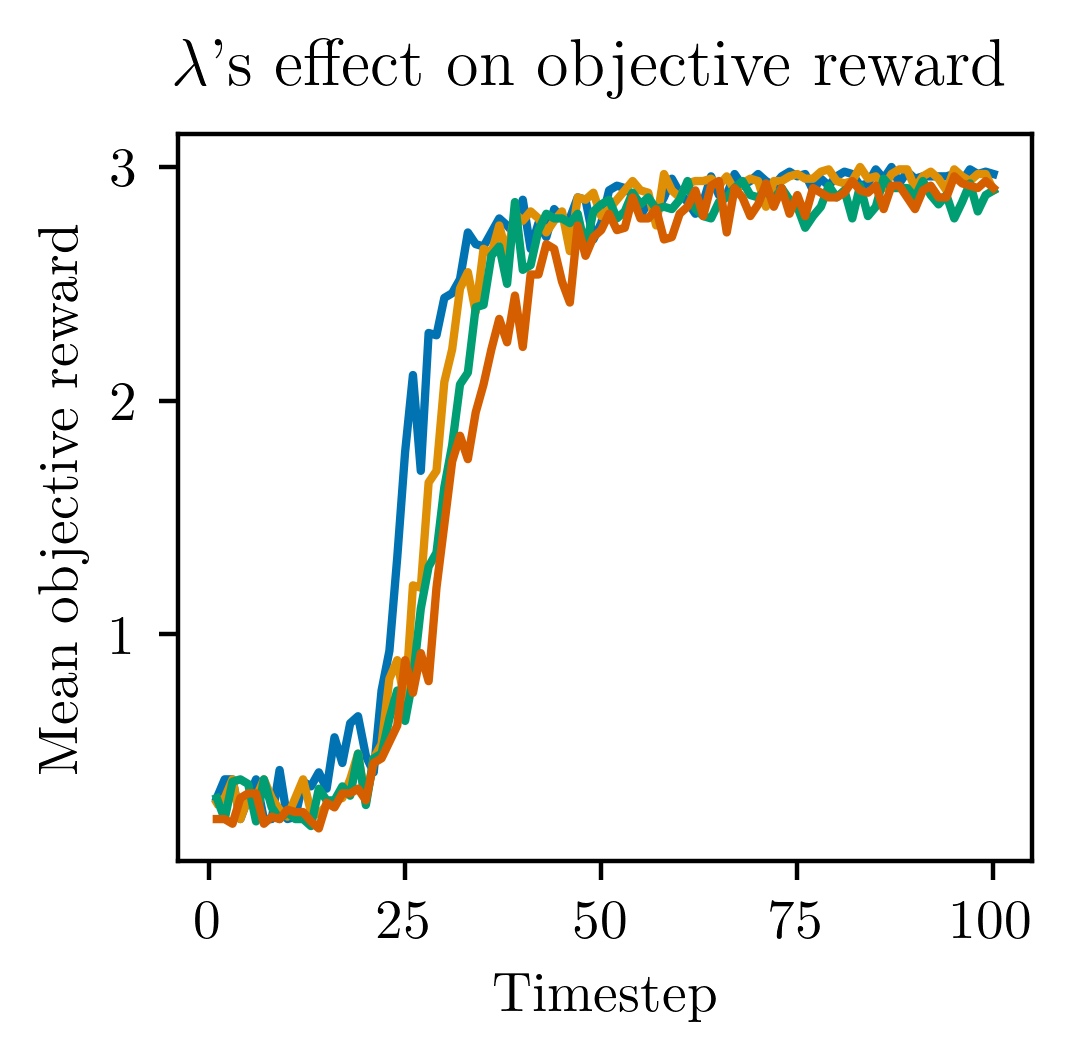 λ's effect on objective reward
Mean objective reward
3
2
1
0 25 50 75 100
Timestep